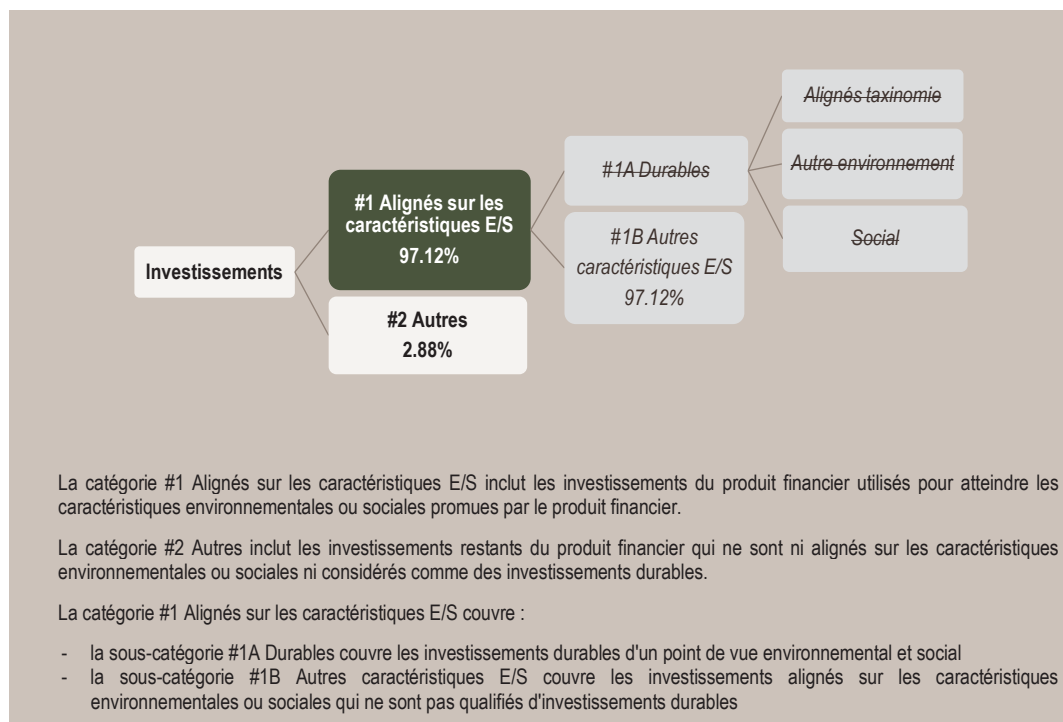 Alignés taxinomie
#1A Durables
Autre environnement
#1 Alignés sur les
caractéristiques E/S
97.12%
#1B Autres
caractéristiques E/S
97.12%
Social
Investissements
#2 Autres
2.88%
La catégorie #1 Alignés sur les caractéristiques E/S inclut les investissements du produit financier utilisés pour atteindre les
caractéristiques environnementales ou sociales promues par le produit financier.
La catégorie #2 Autres inclut les investissements restants du produit financier qui ne sont ni alignés sur les caractéristiques
environnementales ou sociales ni considérés comme des investissements durables.
La catégorie #1 Alignés sur les caractéristiques E/S couvre :
- la sous-catégorie #1A Durables couvre les investissements durables d'un point de vue environnemental et social
- la sous-catégorie #1B Autres caractéristiques E/S couvre les investissements alignés sur les caractéristiques
environnementales ou sociales qui ne sont pas qualifiés d'investissements durables